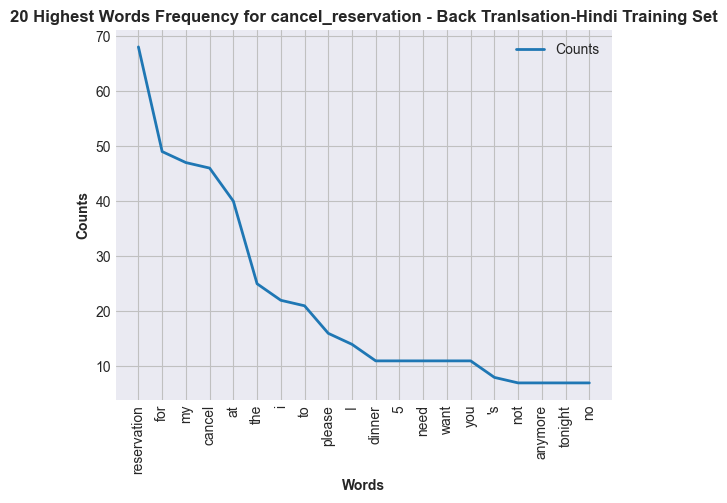 20 Highest Words Frequency for cancel_reservation - Back Tranlsation-Hindi Training Set
Counts
Counts
70
60
50
40
30
20
10
reservation
for
my
cancel
at
the
i
to
please
I
dinner
5
need
want
you
's
not
anymore
tonight
no
Words